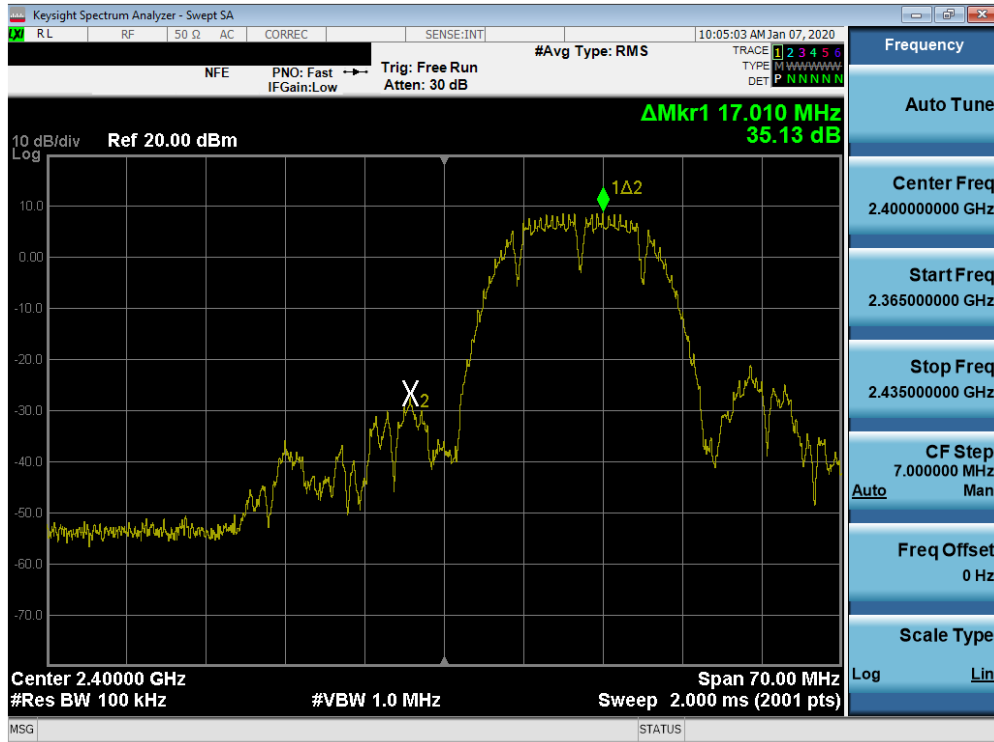 Keysight Spectrum Analyzer - Swept SA
LXI RL RF 50 Ω AC CORREC SENSE:INT 10:05:03 AM Jan 07, 2020
NFE PNO: Fast Trig: Free Run #Avg Type: RMS TRACE 1 2 3 4 5 6
IFGain:Low Atten: 30 dB TYPE M WWWWW
DET P N N N N N
ΔMkr1 17.010 MHz
35.13 dB
10 dB/div Ref 20.00 dBm
Log
10.0
0.00
-10.0
-20.0
-30.0
-40.0
-50.0
-60.0
-70.0
1Δ2
X2
Center 2.40000 GHz Span 70.00 MHz
#Res BW 100 kHz #VBW 1.0 MHz Sweep 2.000 ms (2001 pts)
MSG STATUS
Frequency
Auto Tune
Center Freq
2.400000000 GHz
Start Freq
2.365000000 GHz
Stop Freq
2.435000000 GHz
CF Step
7.000000 MHz
Auto Man
Freq Offset
0 Hz
Scale Type
Log Lin